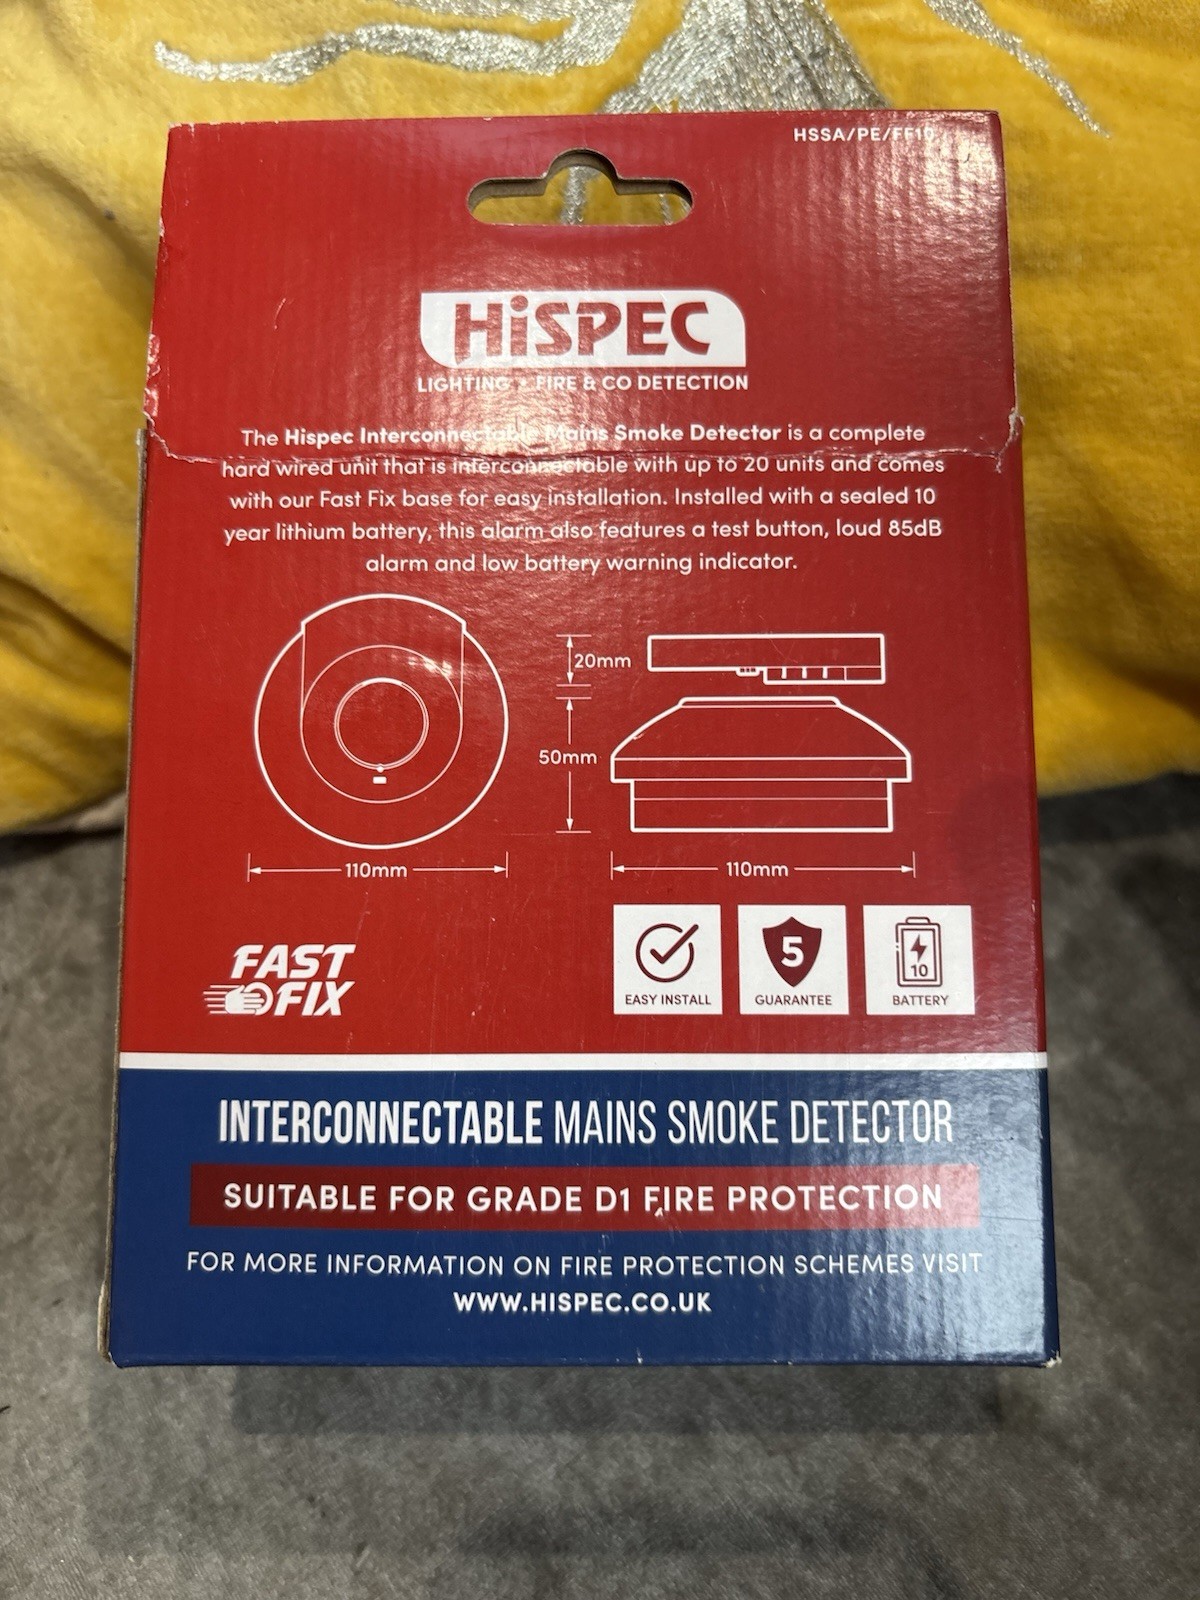 HSSA/PE/FF10
HiSPEC
LIGHTING • FIRE & CO DETECTION
The Hispec Interconnectable Mains Smoke Detector is a complete
hard wired unit that is interconnectable with up to 20 units and comes
with our Fast Fix base for easy installation. Installed with a sealed 10
year lithium battery, this alarm also features a test button, loud 85dB
alarm and low battery warning indicator.
20mm
50mm
110mm
110mm
FAST
FIX
EASY INSTALL
5
GUARANTEE
10
BATTERY
INTERCONNECTABLE MAINS SMOKE DETECTOR
SUITABLE FOR GRADE D1 FIRE PROTECTION
FOR MORE INFORMATION ON FIRE PROTECTION SCHEMES VISIT
WWW.HISPEC.CO.UK